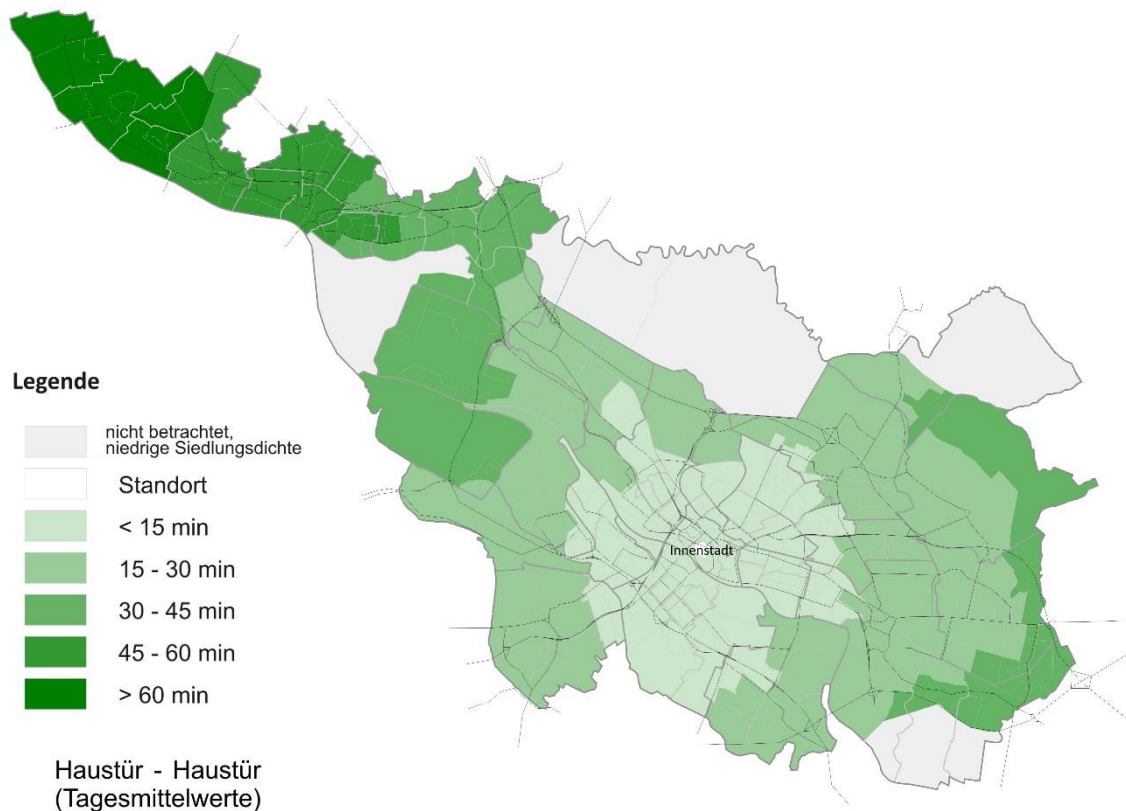 Legende
nicht betrachtet,
niedrige Siedlungsdichte
Standort
< 15 min
15 - 30 min
30 - 45 min
45 - 60 min
> 60 min
Haustür - Haustür
(Tagesmittelwerte)
Innenstadt